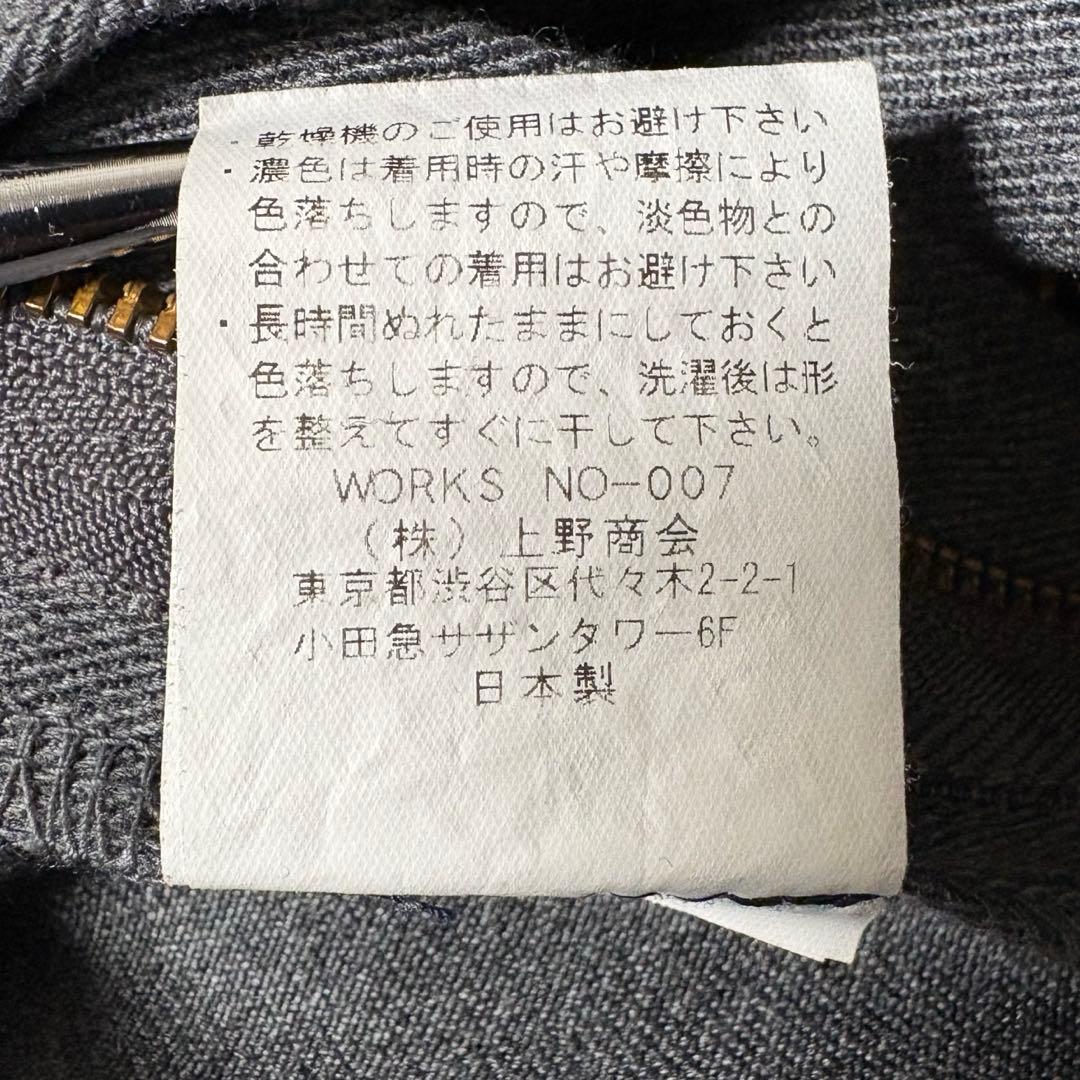 ・乾燥機のご使用はお避け下さい
・濃色は着用時の汗や摩擦により
色落ちしますので、淡色物との
合わせての着用はお避け下さい
・長時間ぬれたままにしておくと
色落ちしますので、洗濯後は形
を整えてすぐに干して下さい。
WORKS NO-007
(株)上野商会
東京都渋谷区代々木2-2-1
小田急サザンタワー6F
日本製